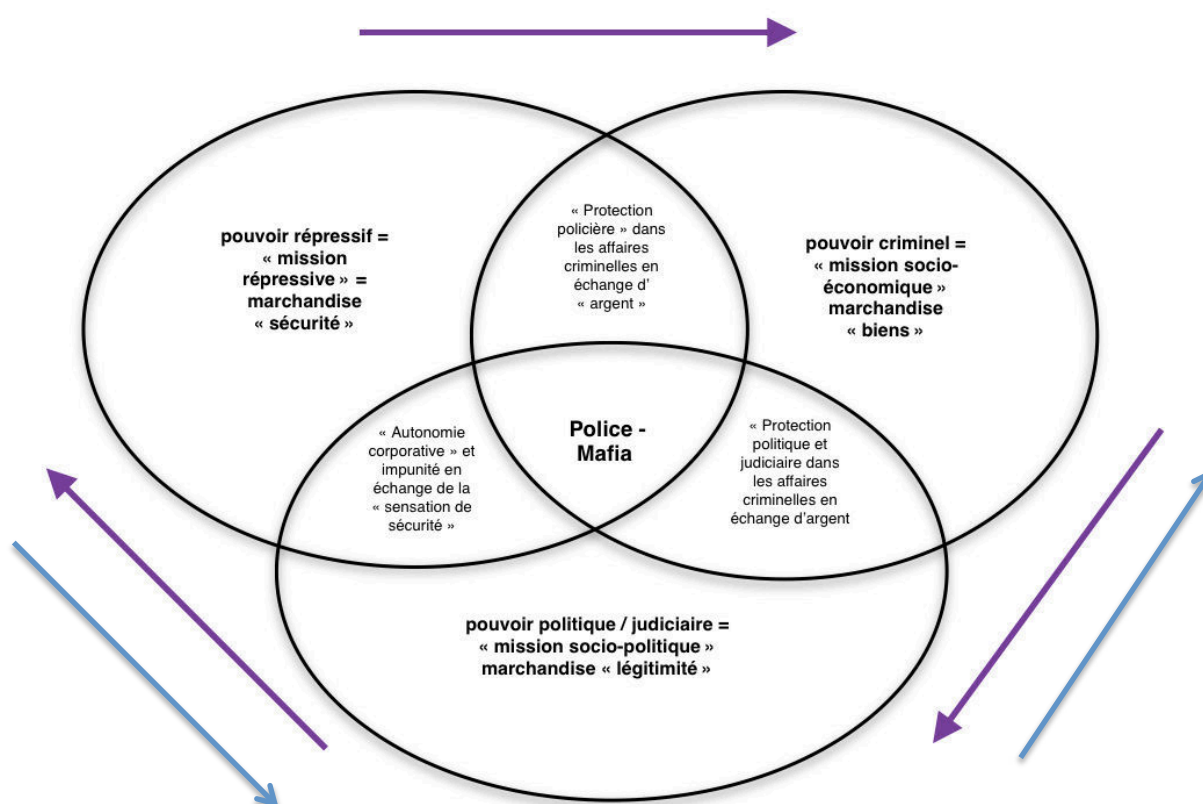 « Protection
policière » dans
les affaires
criminelles en
échange d'
« argent »
pouvoir répressif =
« mission
répressive » =
marchandise
« sécurité »
pouvoir criminel =
« mission socio-
économique »
marchandise
« biens »
« Autonomie
corporative » et
impunité en
échange de la
« sensation de
sécurité »
Police -
Mafia
« Protection
politique et
judiciaire dans
les affaires
criminelles en
échange d'argent
pouvoir politique / judiciaire =
« mission socio-politique »
marchandise « légitimité »